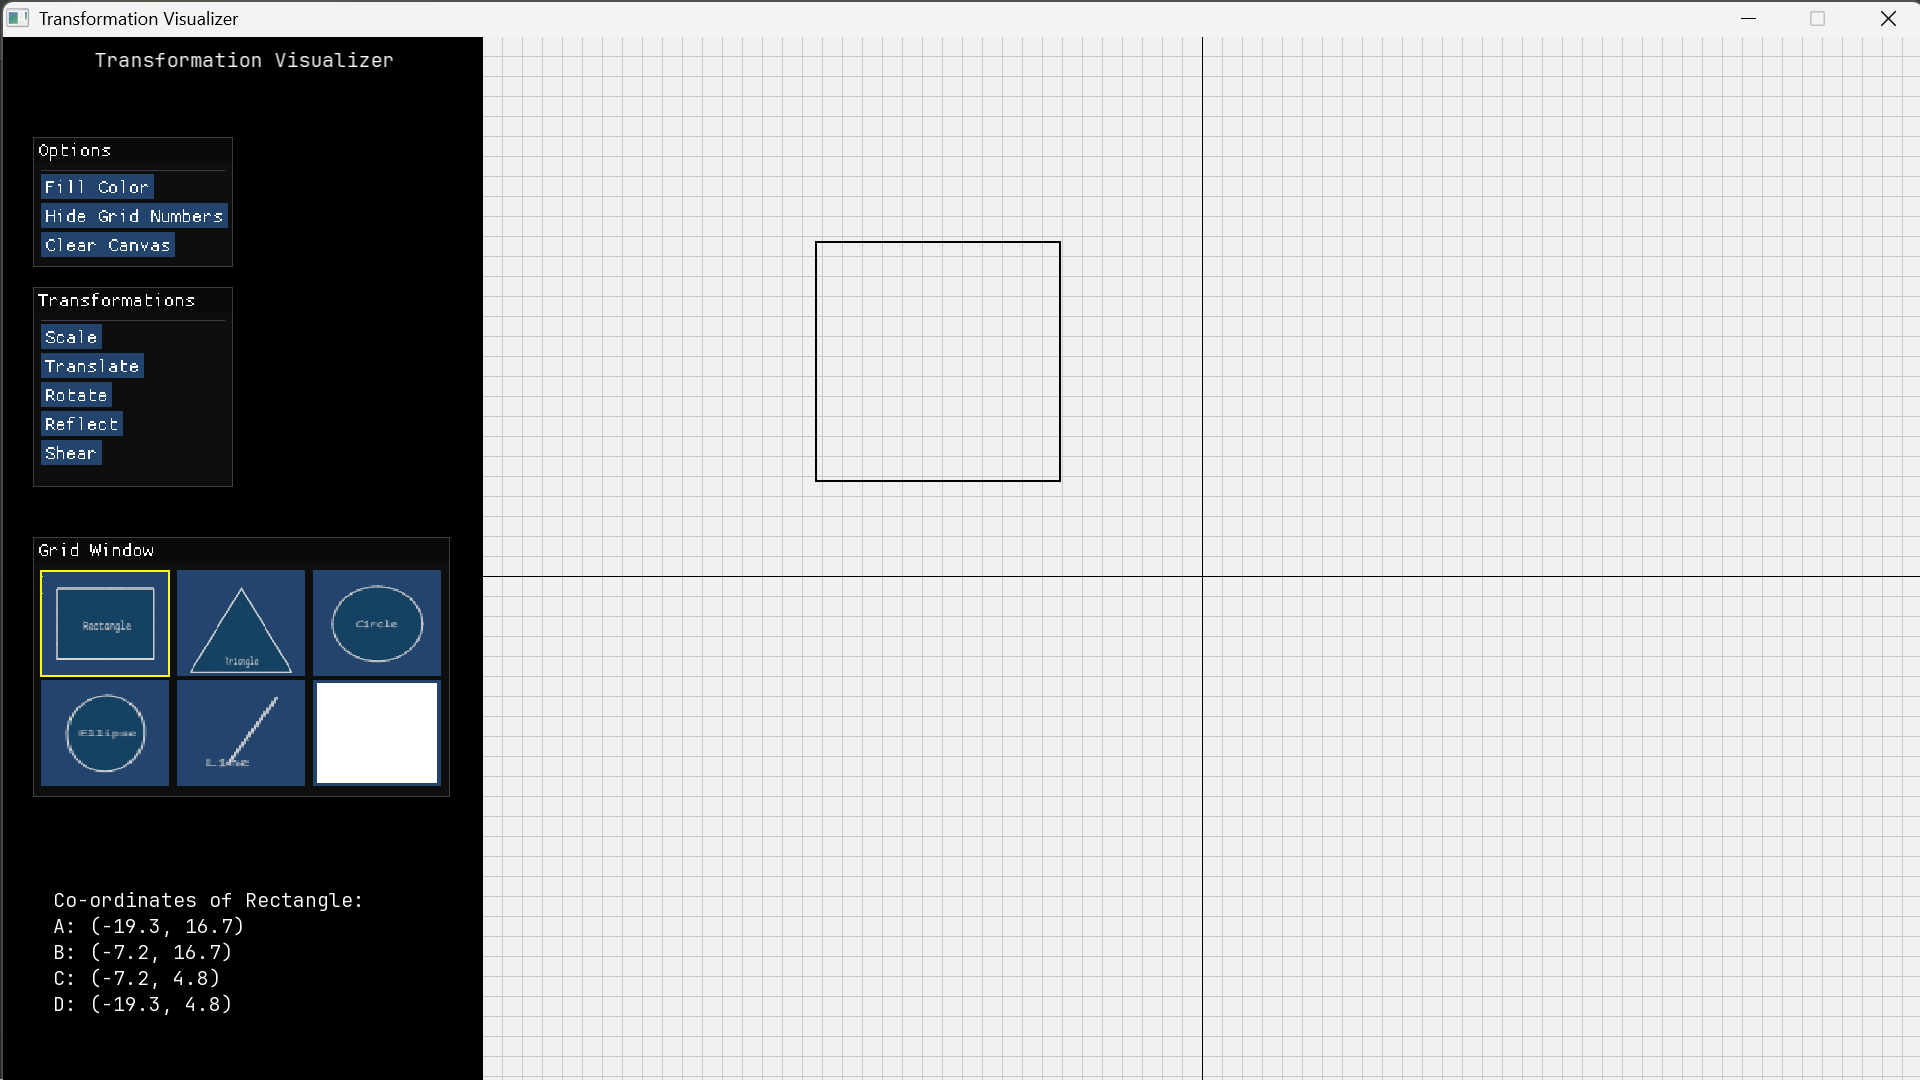 Transformation Visualizer
Transformation Visualizer
Options
Fill Color
Hide Grid Numbers
Clear Canvas
Transformations
Scale
Translate
Rotate
Reflect
Shear
Grid Window
Rectangle
Triangle
Circle
Ellipse
Line
Co-ordinates of Rectangle:
A: (-19.3, 16.7)
B: (-7.2, 16.7)
C: (-7.2, 4.8)
D: (-19.3, 4.8)